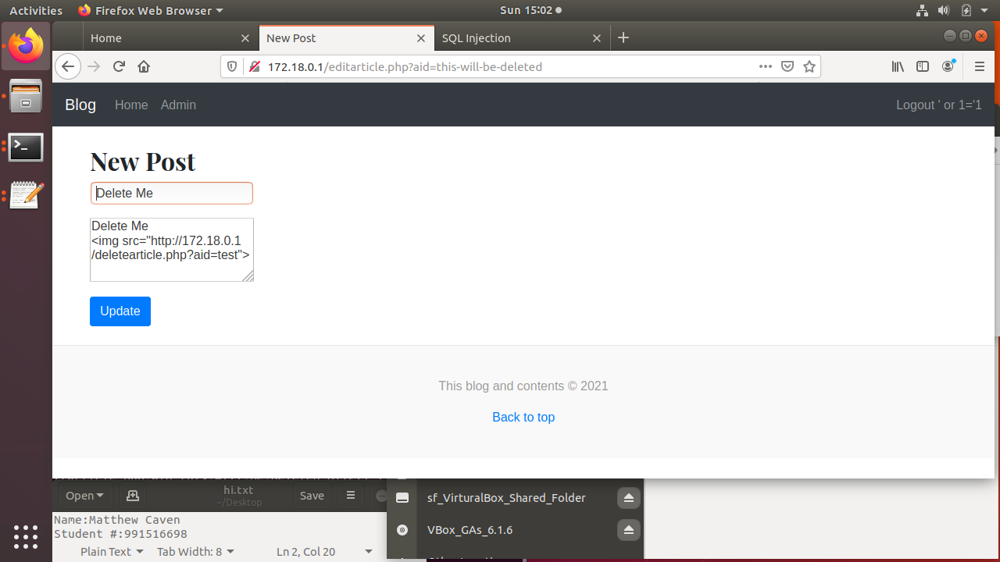 Activities
Firefox Web Browser
Sun 15:02
Home
New Post
SQL Injection
172.18.0.1/editarticle.php?aid=this-will-be-deleted
Blog
Home
Admin
Logout ' or 1='1
New Post
Delete Me
Delete Me
<img src="http://172.18.0.1
/deletearticle.php?aid=test">
Update
This blog and contents © 2021
Back to top
Open
hi.txt
~/Desktop
Save
Name:Matthew Caven
Student #:991516698
Plain Text
Tab Width: 8
Ln 2, Col 20
sf_VirturalBox_Shared_Folder
VBox_GAs_6.1.6